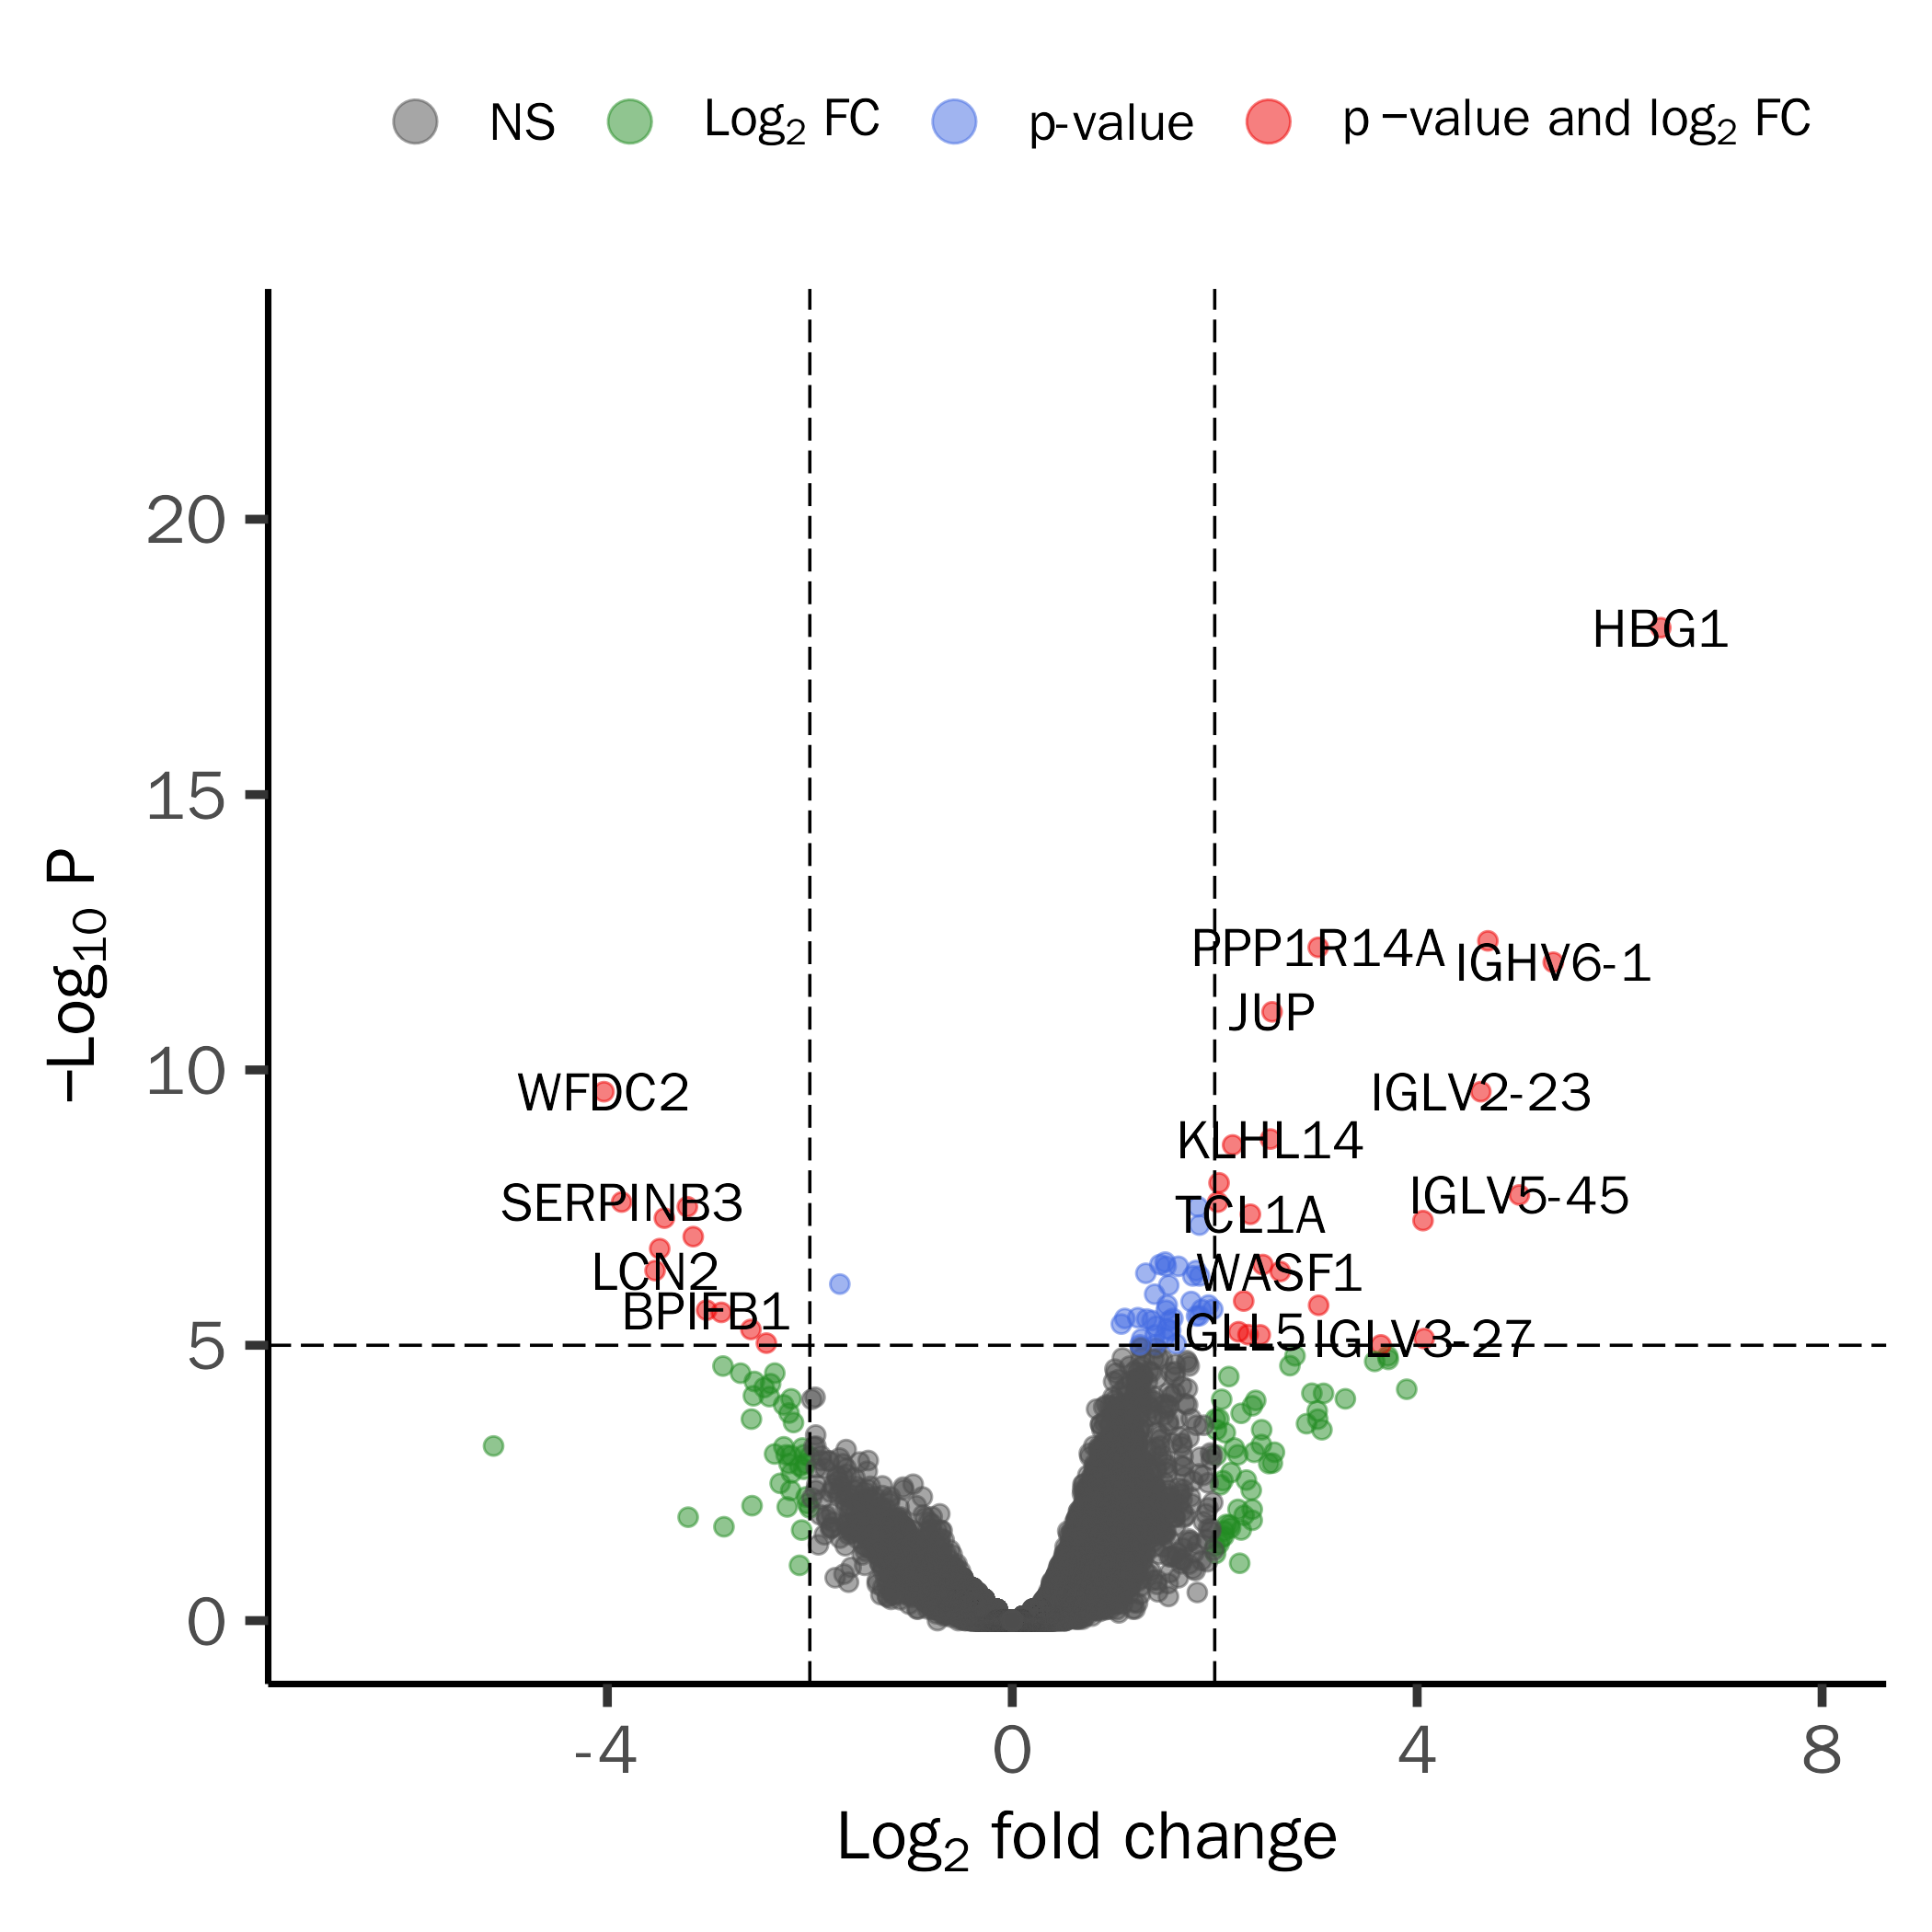 NS Log2 FC p-value p −value and log2 FC
−Log10 P
20
15
10
5
0
HBG1
PPP1R14A
IGHV6-1
JUP
WFDC2
IGLV2-23
KLHL14
SERPINB3
IGLV5-45
TCL1A
LCN2
WASF1
BPIFB1
IGLL5
IGLV3-27
-4 0 4 8
Log2 fold change